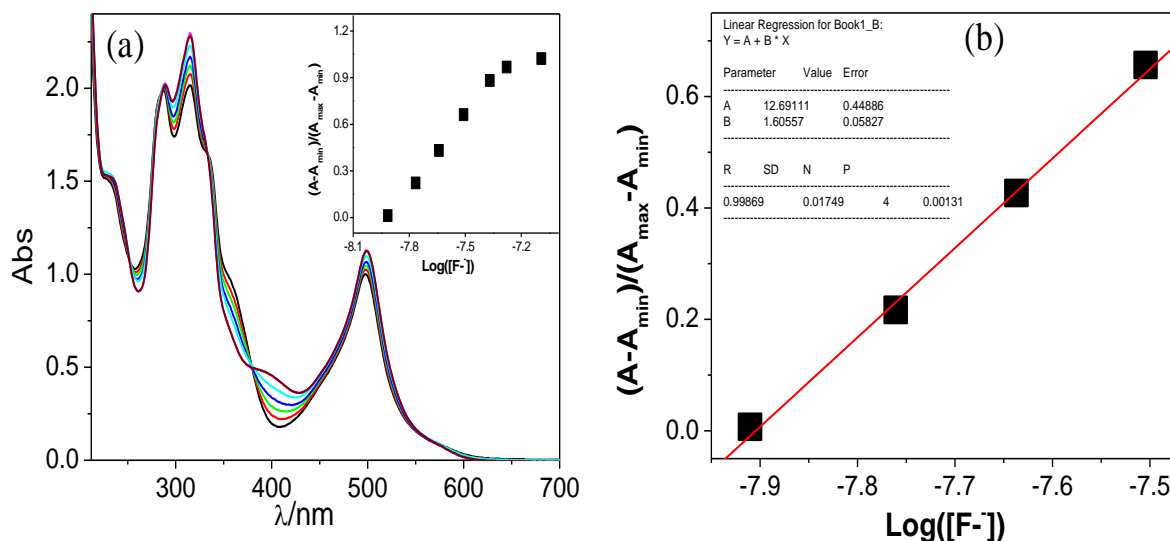 (a)
Abs
2.0
1.5
1.0
0.5
0.0
300 400 500 600 700
λ/nm
(A-A_min)/(A_max-A_min)
1.2
0.9
0.6
0.3
0.0
-8.1 -7.8 -7.5 -7.2
Log([F-])
(b)
Linear Regression for Book1_B:
Y = A + B * X
Parameter Value Error
------------------------------------------------------------
A 12.69111 0.44886
B 1.60557 0.05827
------------------------------------------------------------
R SD N P
------------------------------------------------------------
0.99869 0.01749 4 0.00131
------------------------------------------------------------
(A-A_min)/(A_max-A_min)
0.6
0.4
0.2
0.0
-7.9 -7.8 -7.7 -7.6 -7.5
Log([F-])